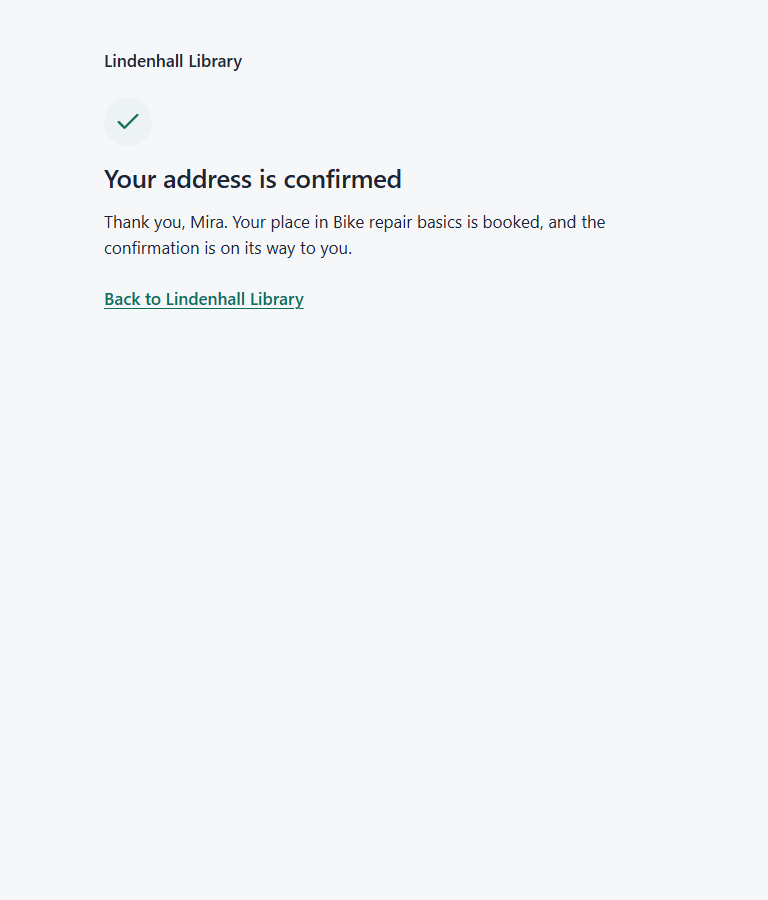 Lindenhall Library
Your address is confirmed
Thank you, Mira. Your place in Bike repair basics is booked, and the
confirmation is on its way to you.
Back to Lindenhall Library